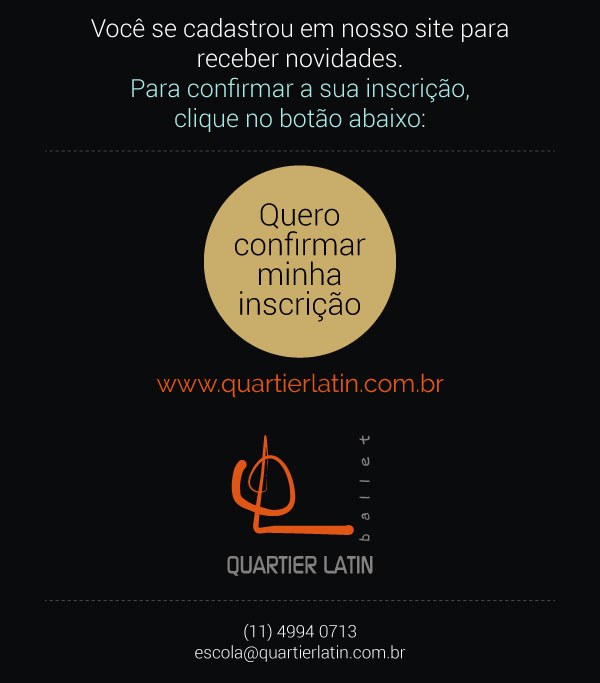 Você se cadastrou em nosso site para
receber novidades.
Para confirmar a sua inscrição,
clique no botão abaixo:
Quero
confirmar
minha
inscrição
www.quartierlatin.com.br
ballet
QUARTIER LATIN
(11) 4994 0713
escola@quartierlatin.com.br